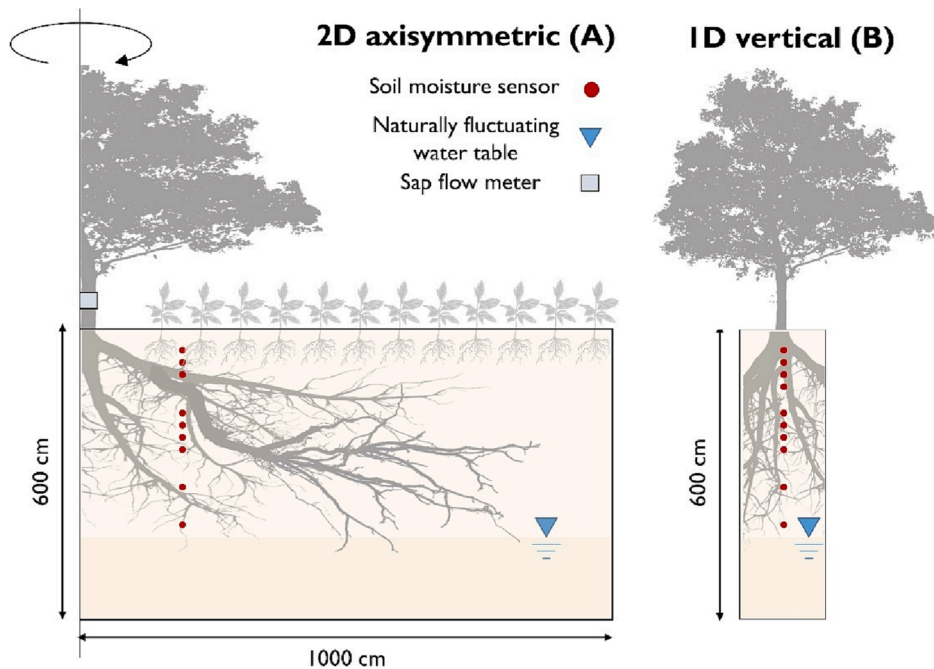 2D axisymmetric (A)
1D vertical (B)
Soil moisture sensor
Naturally fluctuating
water table
Sap flow meter
600 cm
600 cm
1000 cm